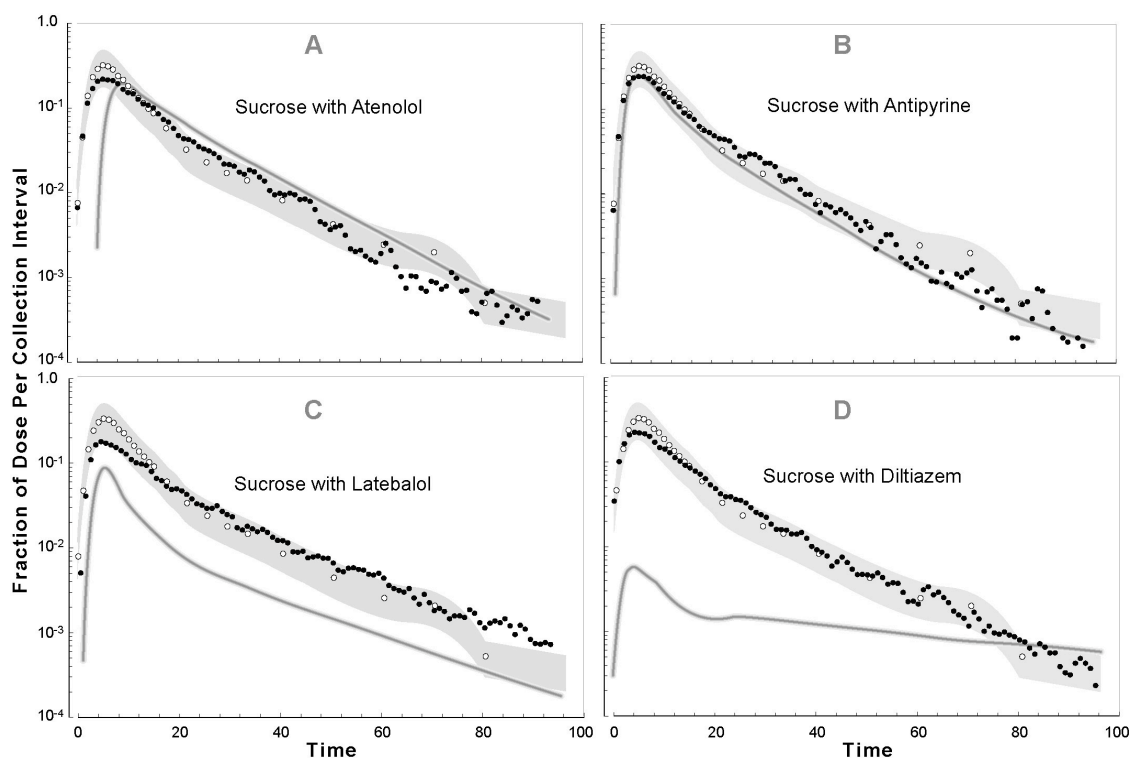 Fraction of Dose Per Collection Interval
1.0
10-1
10-2
10-3
10-4
A
Sucrose with Atenolol
B
Sucrose with Antipyrine
1.0
10-1
10-2
10-3
10-4
C
Sucrose with Latebalol
D
Sucrose with Diltiazem
0 20 40 60 80 100
Time
0 20 40 60 80 100
Time